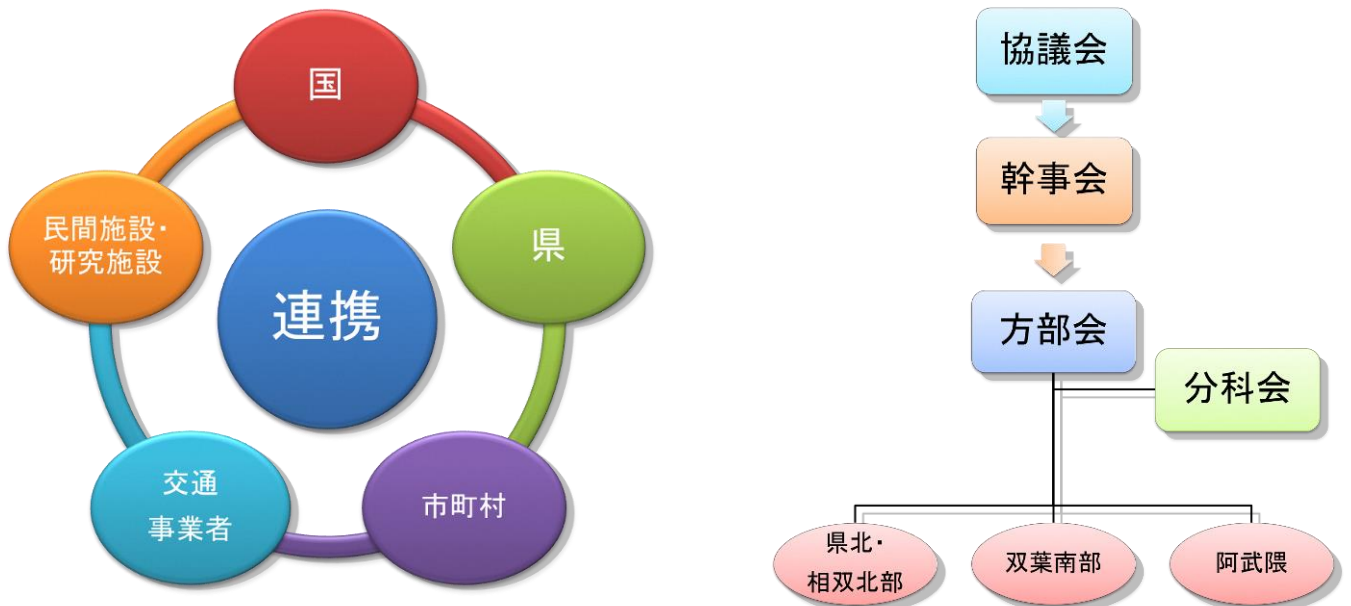 国
県
市町村
交通
事業者
民間施設・
研究施設
連携
協議会
幹事会
方部会
分科会
県北・
相双北部
双葉南部
阿武隈